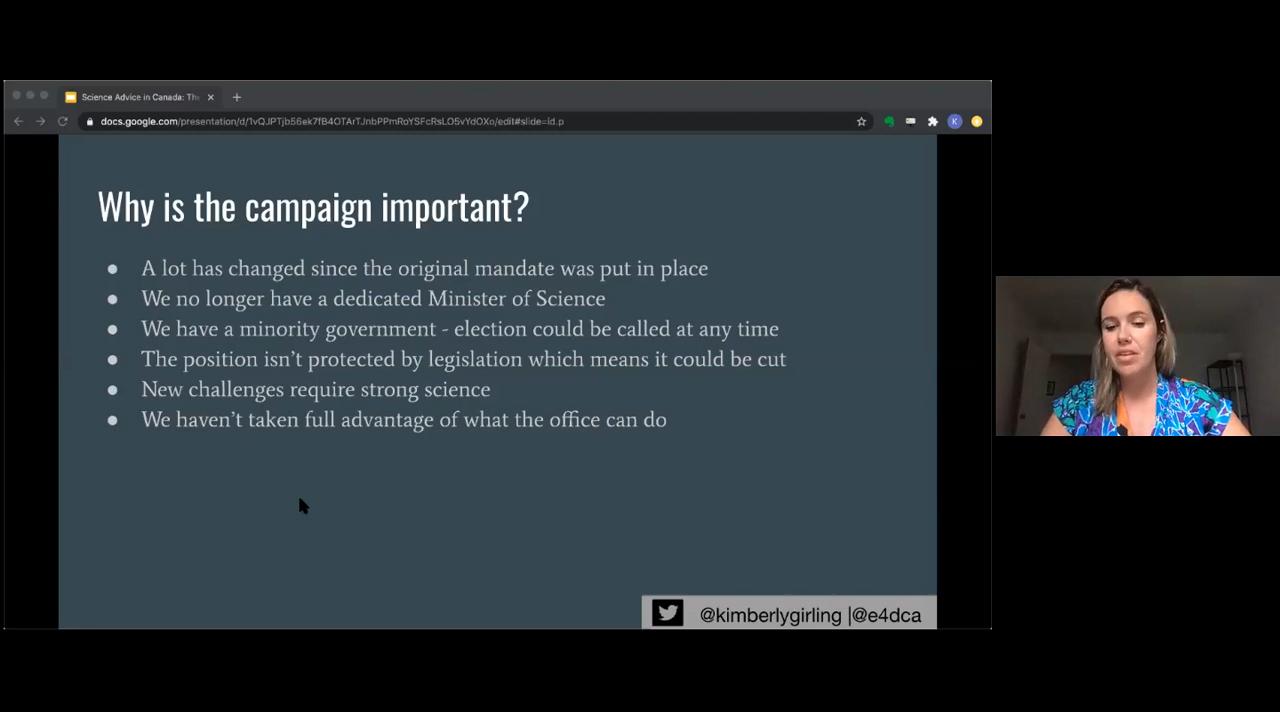 Science Advice in Canada: Th
docs.google.com/presentation/d/1vQJPTjb56ek7fB4OTArTJnbPPmRoYSFcRsLO5vYdOXo/edit#slide=id.p
K
Why is the campaign important?
● A lot has changed since the original mandate was put in place
● We no longer have a dedicated Minister of Science
● We have a minority government - election could be called at any time
● The position isn't protected by legislation which means it could be cut
● New challenges require strong science
● We haven't taken full advantage of what the office can do
@kimberlygirling |@e4dca